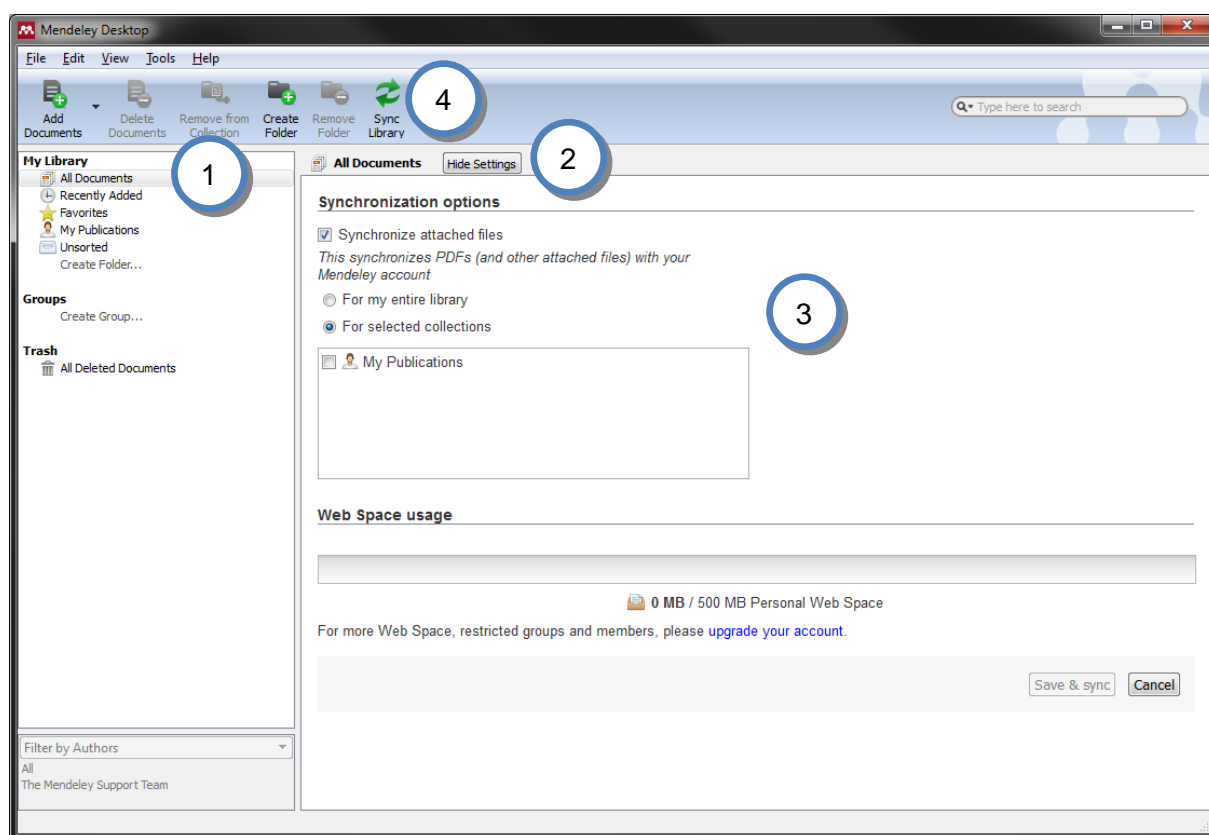 Mendeley Desktop
File Edit View Tools Help
Add Documents
Delete Documents
Remove from Collection
Create Folder
Remove Folder
Sync Library
4
Type here to search
My Library
All Documents
Recently Added
Favorites
My Publications
Unsorted
Create Folder...
Groups
Create Group...
Trash
All Deleted Documents
1
All Documents Hide Settings
2
Synchronization options
Synchronize attached files
This synchronizes PDFs (and other attached files) with your
Mendeley account
For my entire library
For selected collections
3
My Publications
Web Space usage
0 MB / 500 MB Personal Web Space
For more Web Space, restricted groups and members, please upgrade your account.
Save & sync Cancel
Filter by Authors
All
The Mendeley Support Team